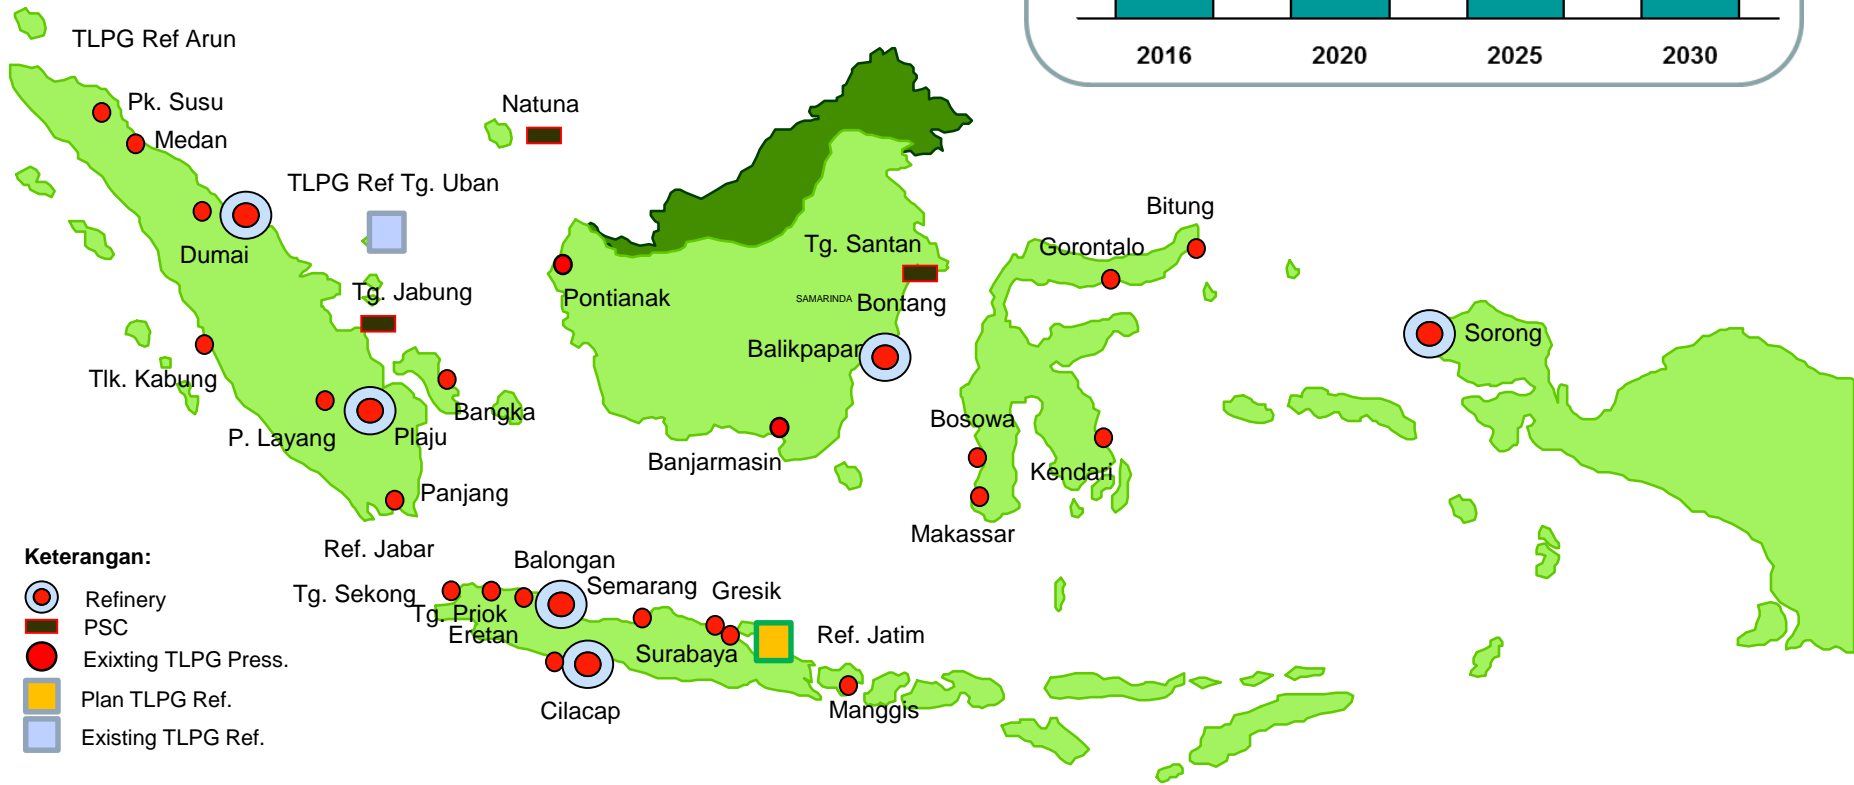 2016 2020 2025 2030
TLPG Ref Arun
Pk. Susu
Natuna
Medan
TLPG Ref Tg. Uban
Bitung
Dumai
Tg. Santan
Gorontalo
Tg. Jabung
Pontianak
SAMARINDA
Bontang
Sorong
Balikpapan
Tlk. Kabung
Bangka
Bosowa
P. Layang
Plaju
Banjarmasin
Kendari
Panjang
Makassar
Ref. Jabar
Balongan
Keterangan:
Semarang
Gresik
Tg. Sekong
Refinery
Tg. Priok
PSC
Eretan
Ref. Jatim
Surabaya
Exixting TLPG Press.
Plan TLPG Ref.
Cilacap
Manggis
Existing TLPG Ref.